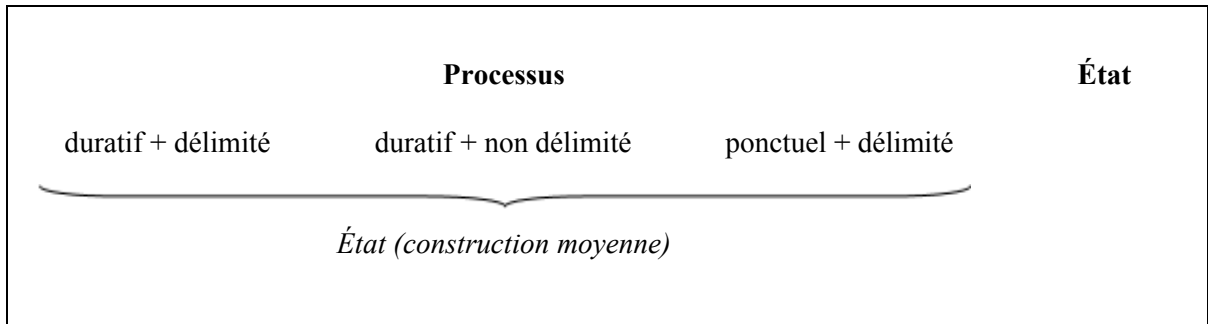 Processus État
duratif + délimité duratif + non délimité ponctuel + délimité
État (construction moyenne)